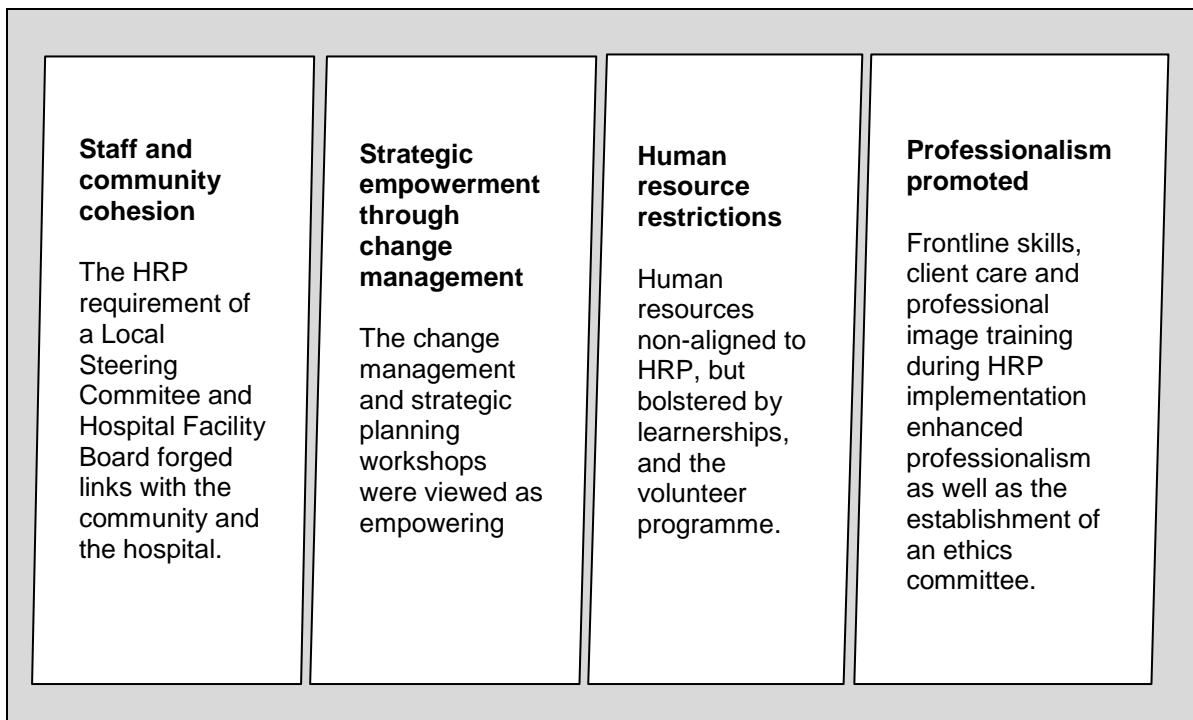 Staff and
community
cohesion
The HRP
requirement of
a Local
Steering
Commitee and
Hospital Facility
Board forged
links with the
community and
the hospital.
Strategic
empowerment
through
change
management
The change
management
and strategic
planning
workshops
were viewed as
empowering
Human
resource
restrictions
Human
resources
non-aligned to
HRP, but
bolstered by
learnerships,
and the
volunteer
programme.
Professionalism
promoted
Frontline skills,
client care and
professional
image training
during HRP
implementation
enhanced
professionalism
as well as the
establishment of
an ethics
committee.